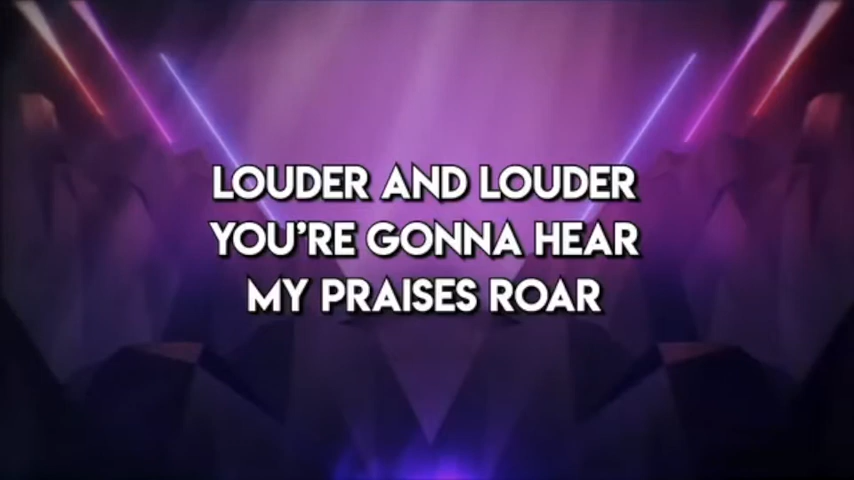 LOUDER AND LOUDER
YOU'RE GONNA HEAR
MY PRAISES ROAR